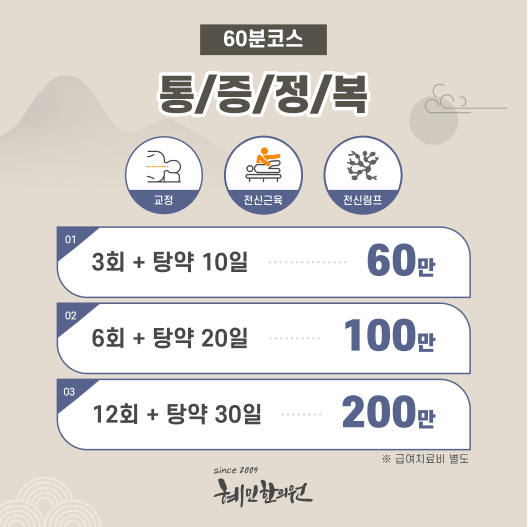 60분코스
통/증/정/복
교정
전신근육
전신림프
01
3회 + 탕약 10일 60만
02
6회 + 탕약 20일 100만
03
12회 + 탕약 30일 200만
※ 급여치료비 별도
since 2009
혜민한의원